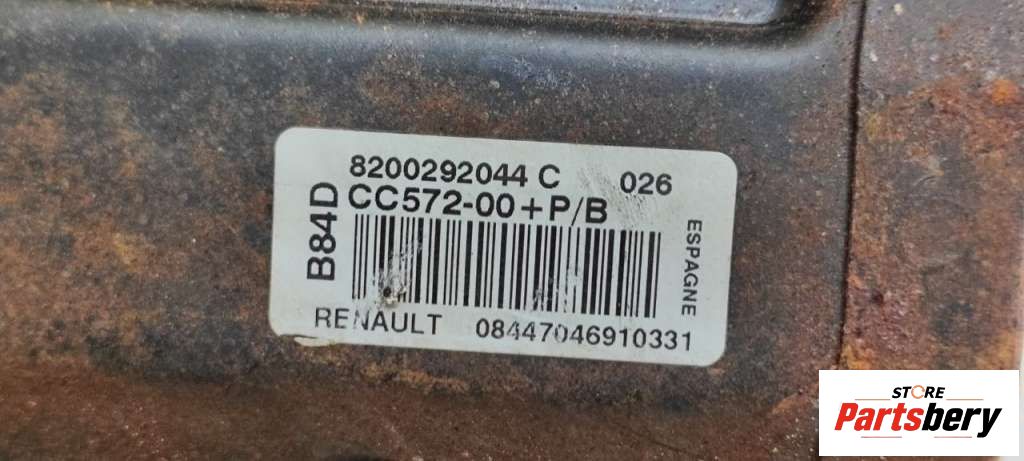 8200292044 C 026
CC572-00+P/B
B84D
ESPAGNE
RENAULT 08447046910331
STORE
Partsbery